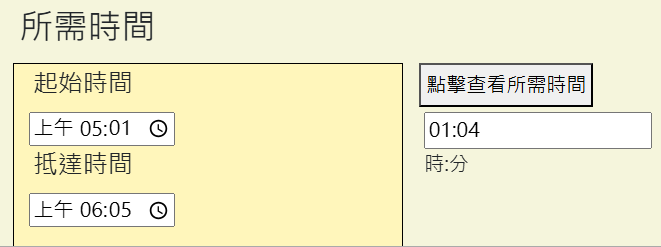 所需時間
起始時間
上午 05:01
抵達時間
上午 06:05
點擊查看所需時間
01:04
時:分